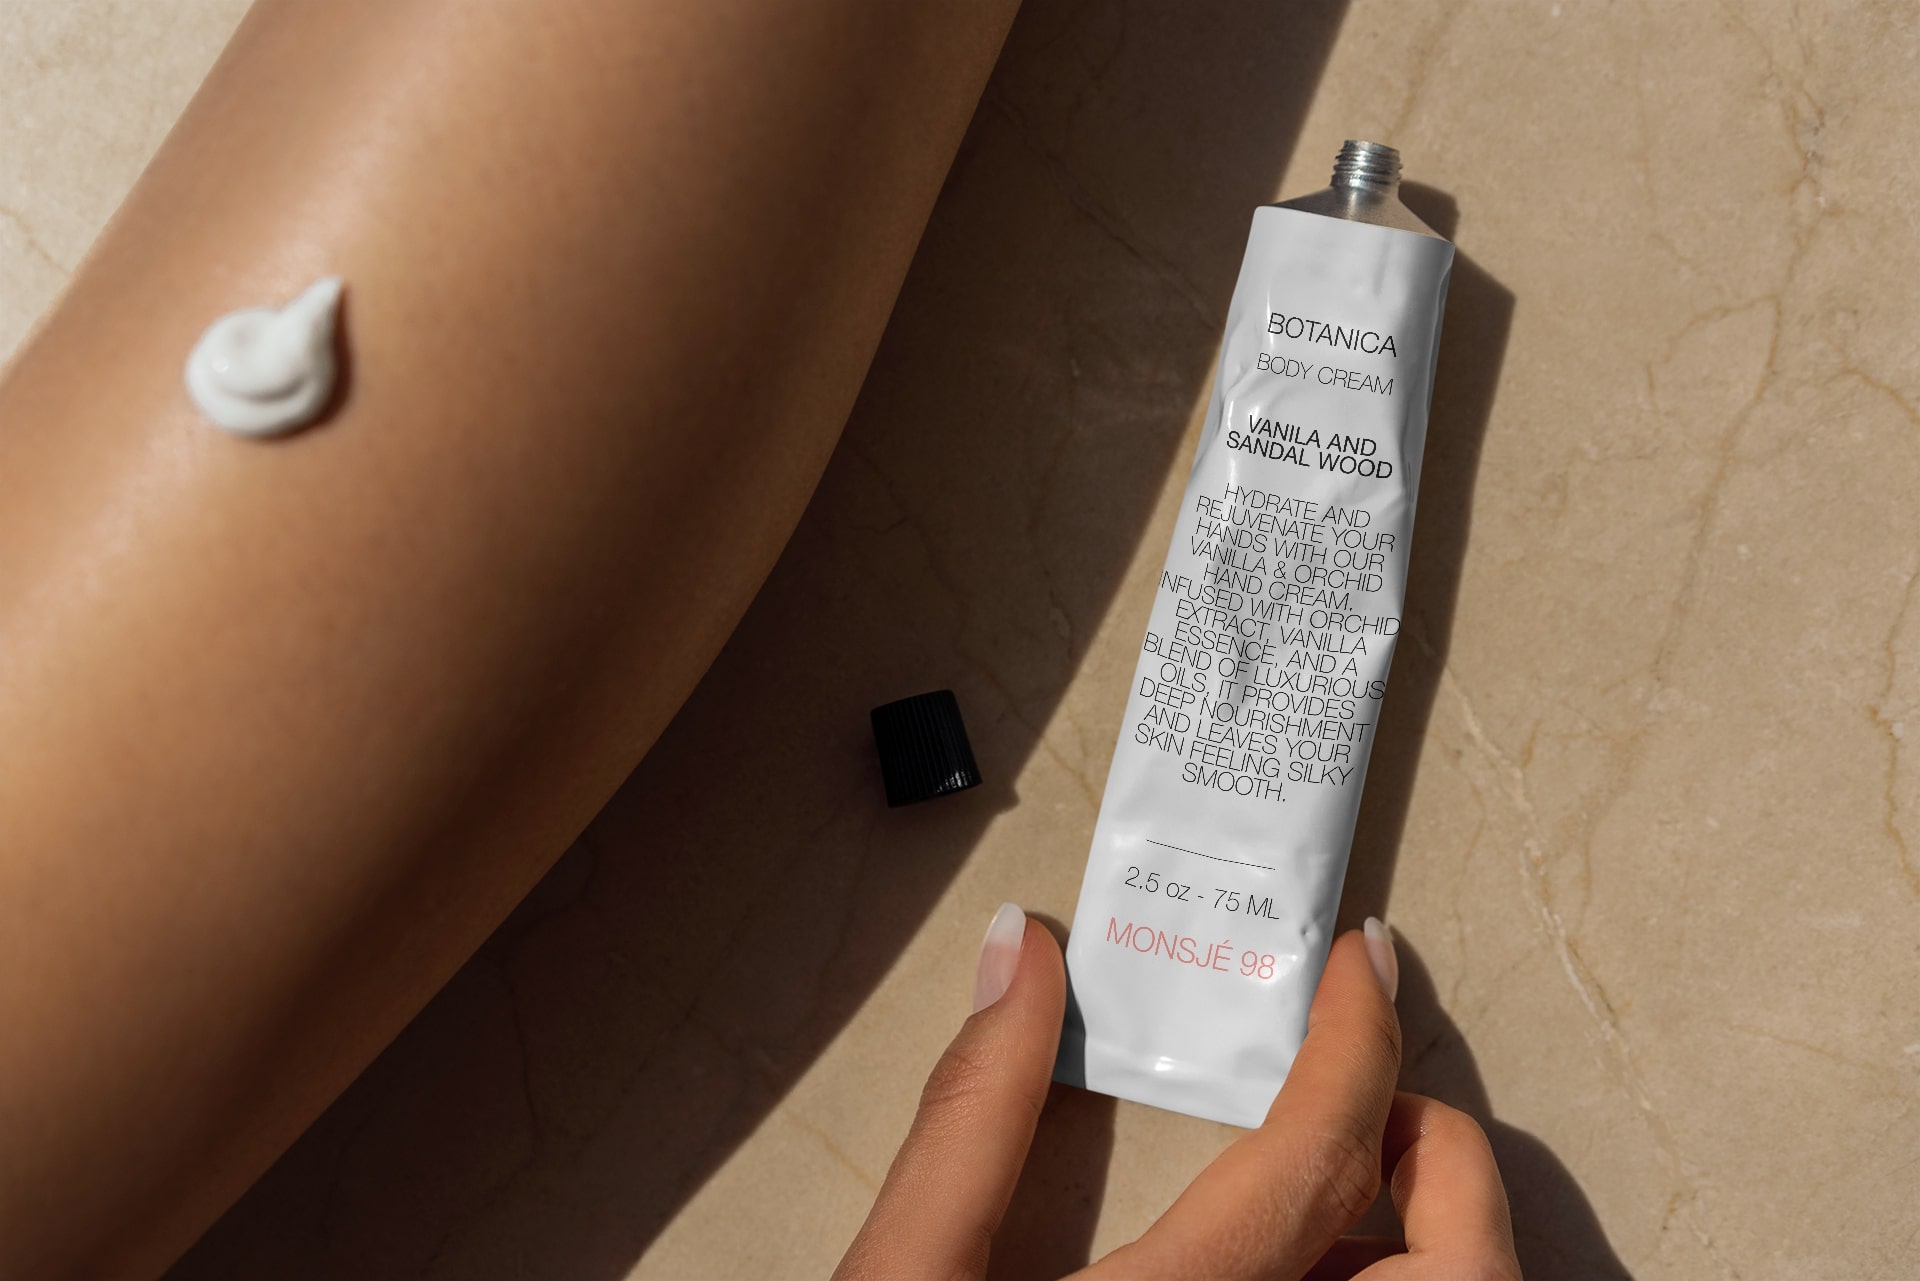 BOTANICA
BODY CREAM
VANILA AND
SANDAL WOOD
HYDRATE AND
REJUVENATE YOUR
HANDS WITH OUR
VANILLA & ORCHID
HAND CREAM.
INFUSED WITH ORCHID
EXTRACT, VANILLA
ESSENCE, AND A
BLEND OF LUXURIOUS
OILS, IT PROVIDES
DEEP NOURISHMENT
AND LEAVES YOUR
SKIN FEELING SILKY
SMOOTH.
2.5 oz - 75 ML
MONSJÉ 98